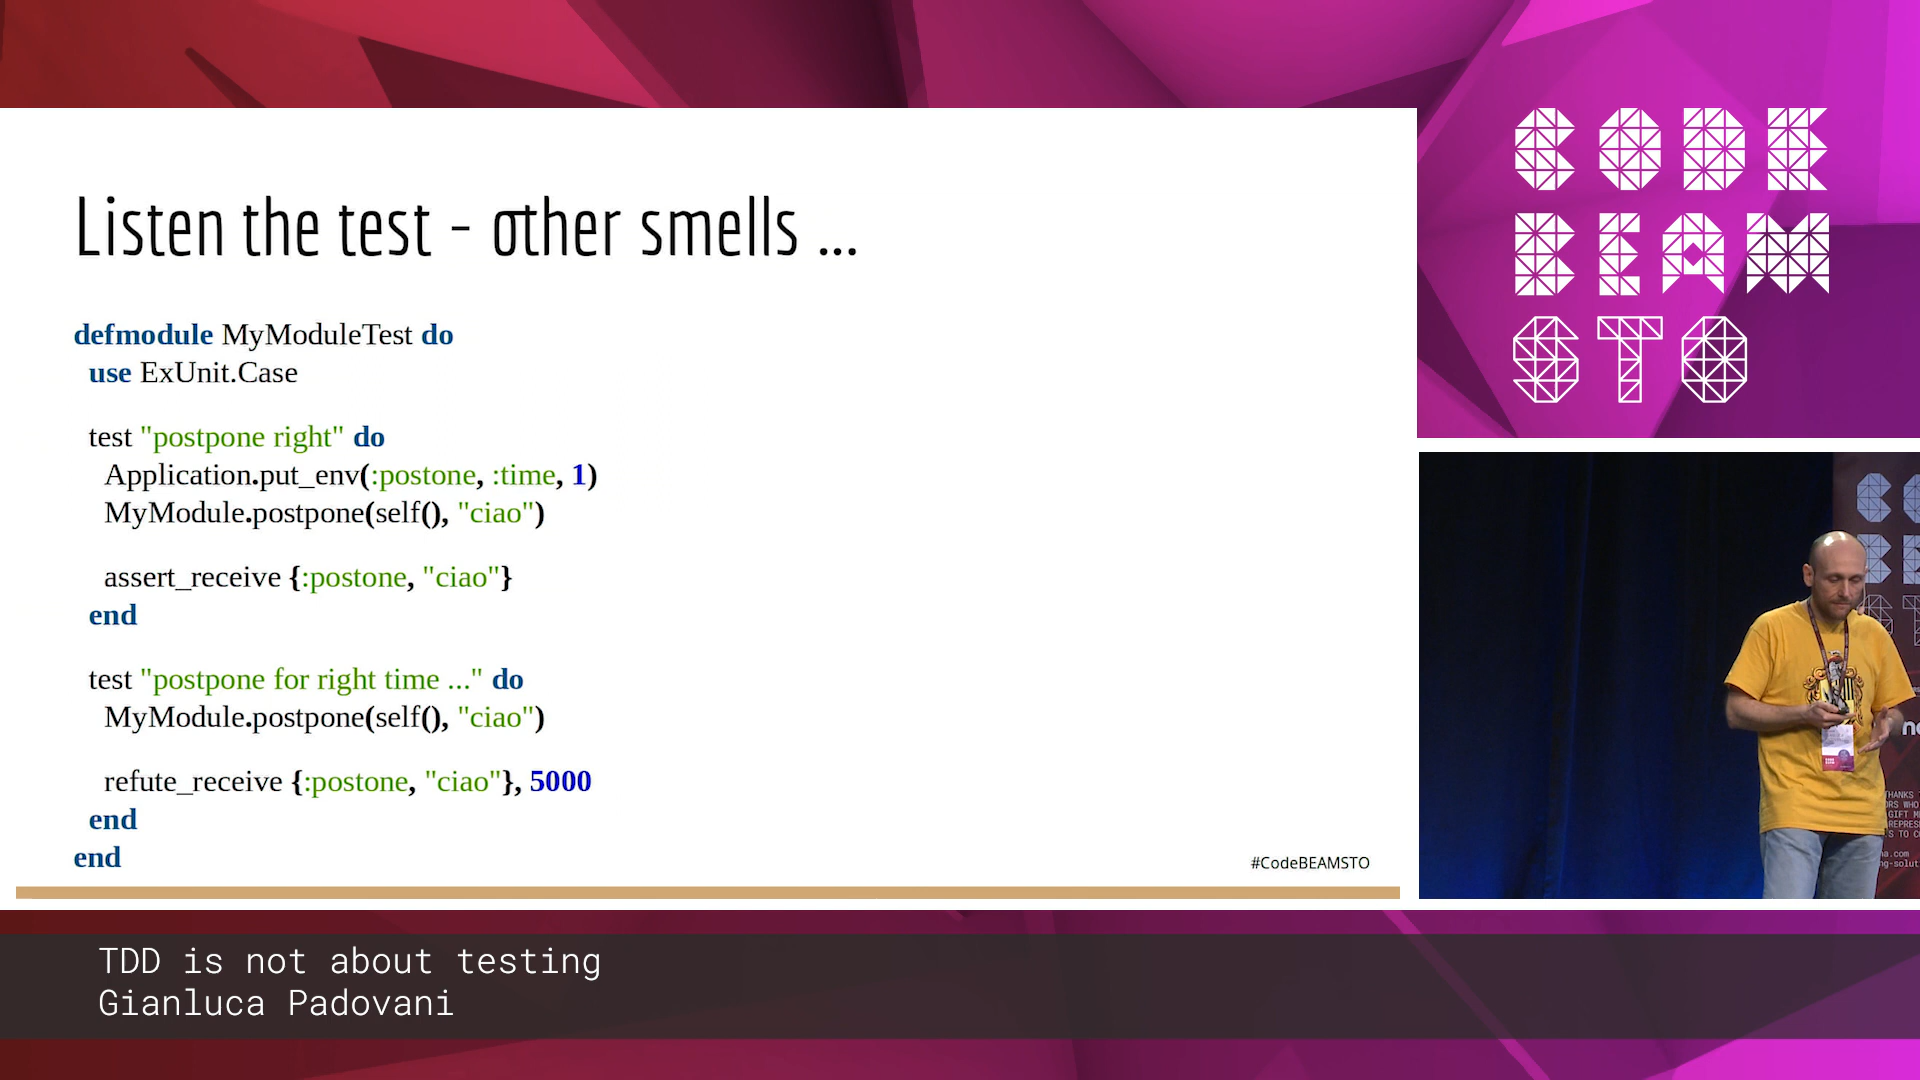 CODE
BEAM
STO
Listen the test - other smells ...
defmodule MyModuleTest do
use ExUnit.Case
test "postpone right" do
Application.put_env(:postone, :time, 1)
MyModule.postpone(self(), "ciao")
assert_receive {:postone, "ciao"}
end
test "postpone for right time ..." do
MyModule.postpone(self(), "ciao")
refute_receive {:postone, "ciao"}, 5000
end
end
#CodeBEAMSTO
TDD is not about testing
Gianluca Padovani